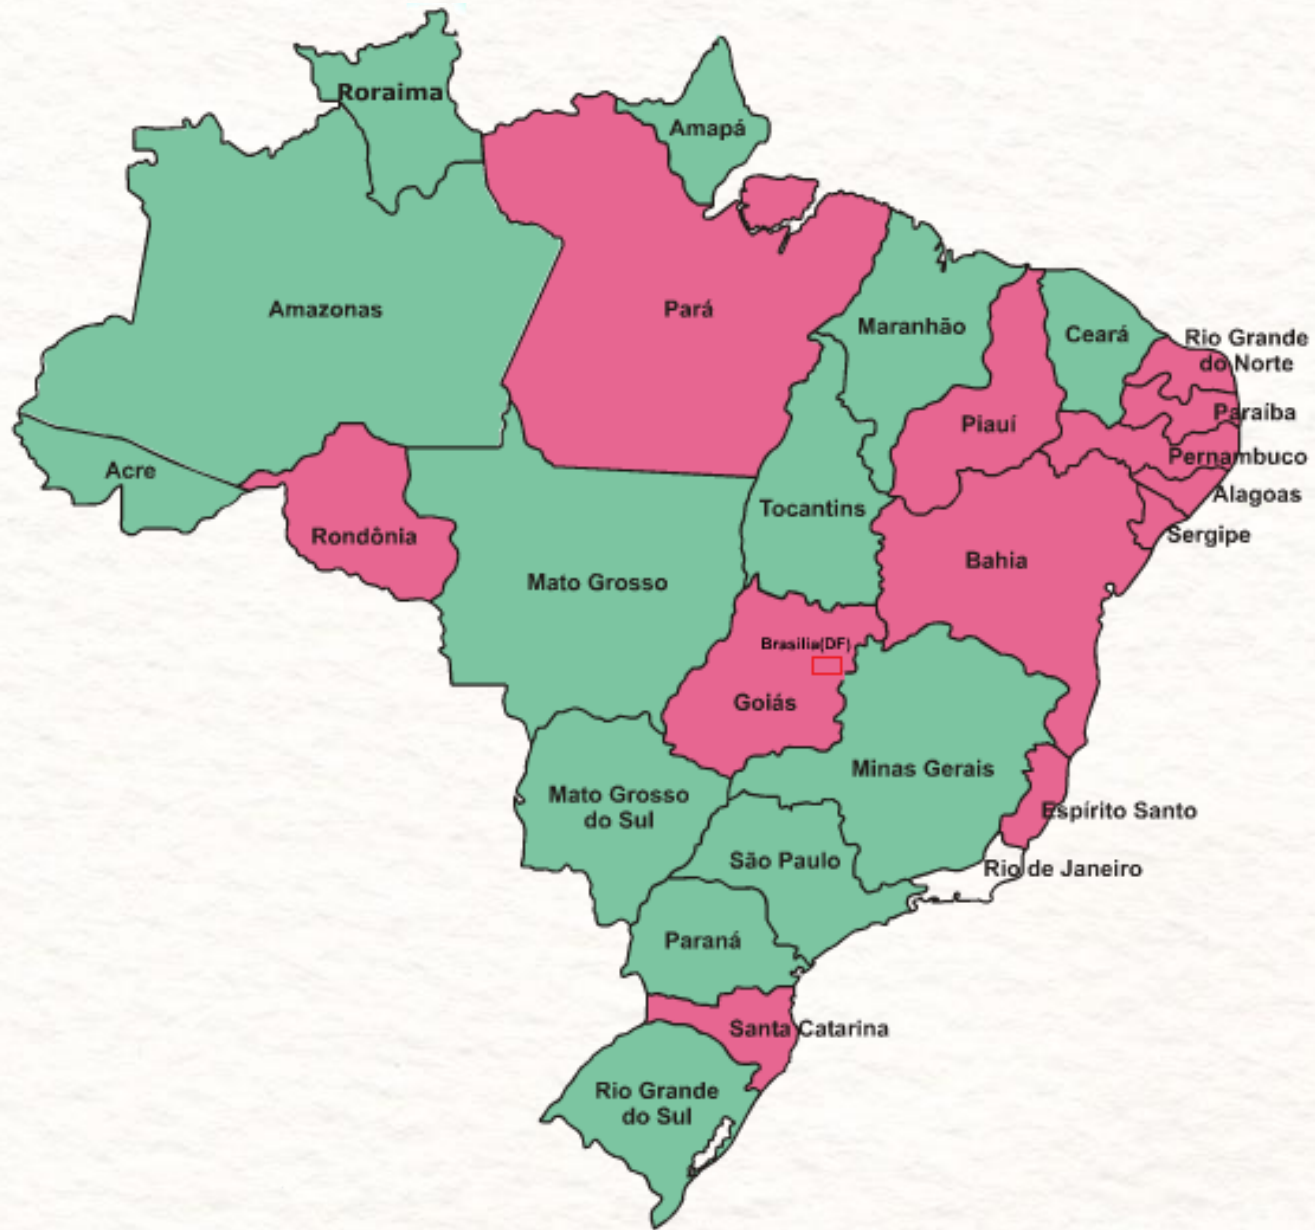 Roraima
Amapá
Amazonas
Pará
Maranhão
Ceará
Rio Grande
do Norte
Paraíba
Piauí
Pernambuco
Acre
Alagoas
Tocantins
Rondônia
Sergipe
Bahia
Mato Grosso
Brasilia(DF)
Goiás
Minas Gerais
Mato Grosso
do Sul
Espírito Santo
São Paulo
Rio de Janeiro
Paraná
Santa Catarina
Rio Grande
do Sul